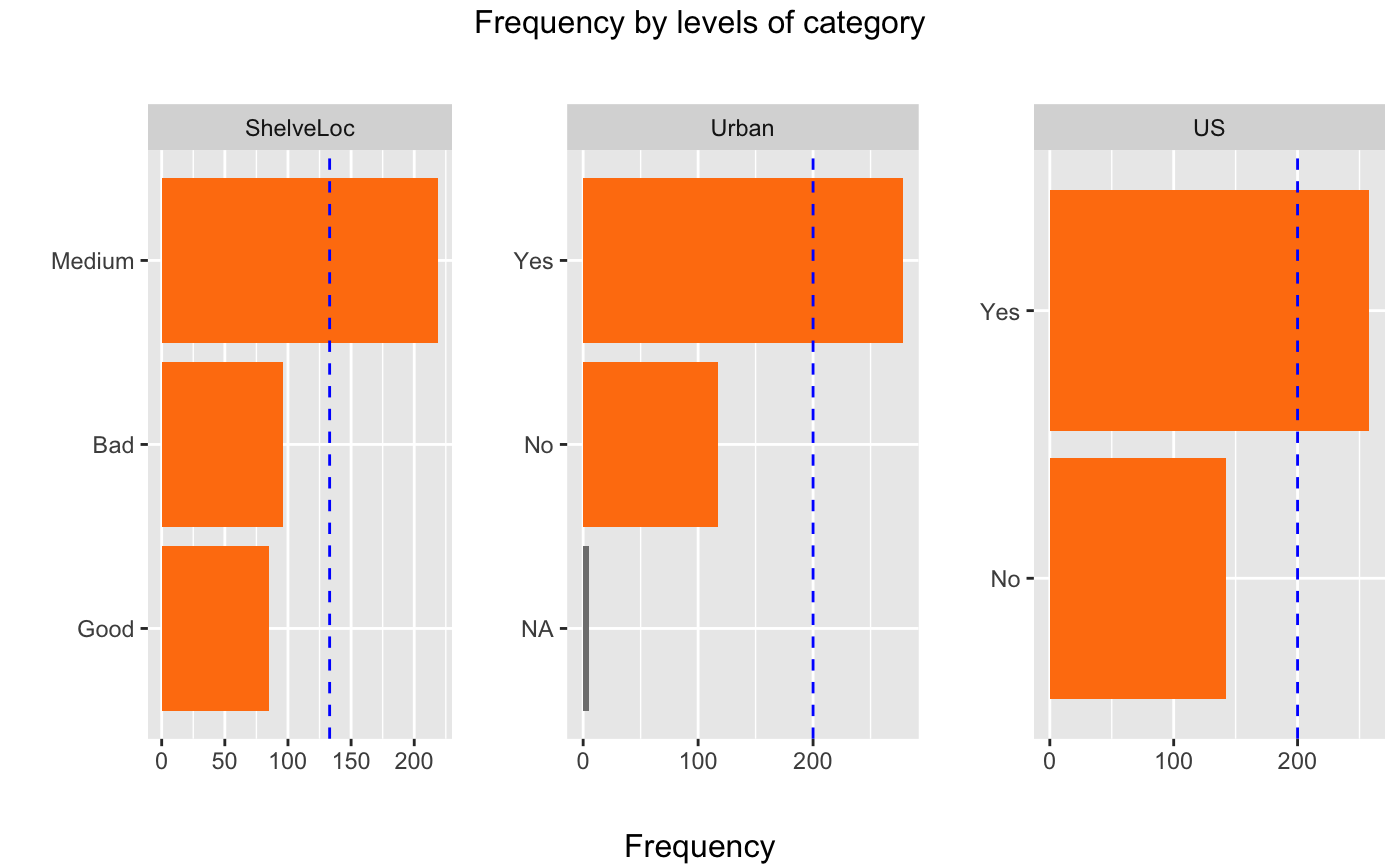 Frequency by levels of category
ShelveLoc
Medium
Bad
Good
0 50 100 150 200
Urban
Yes
No
NA
0 100 200
US
Yes
No
0 100 200
Frequency